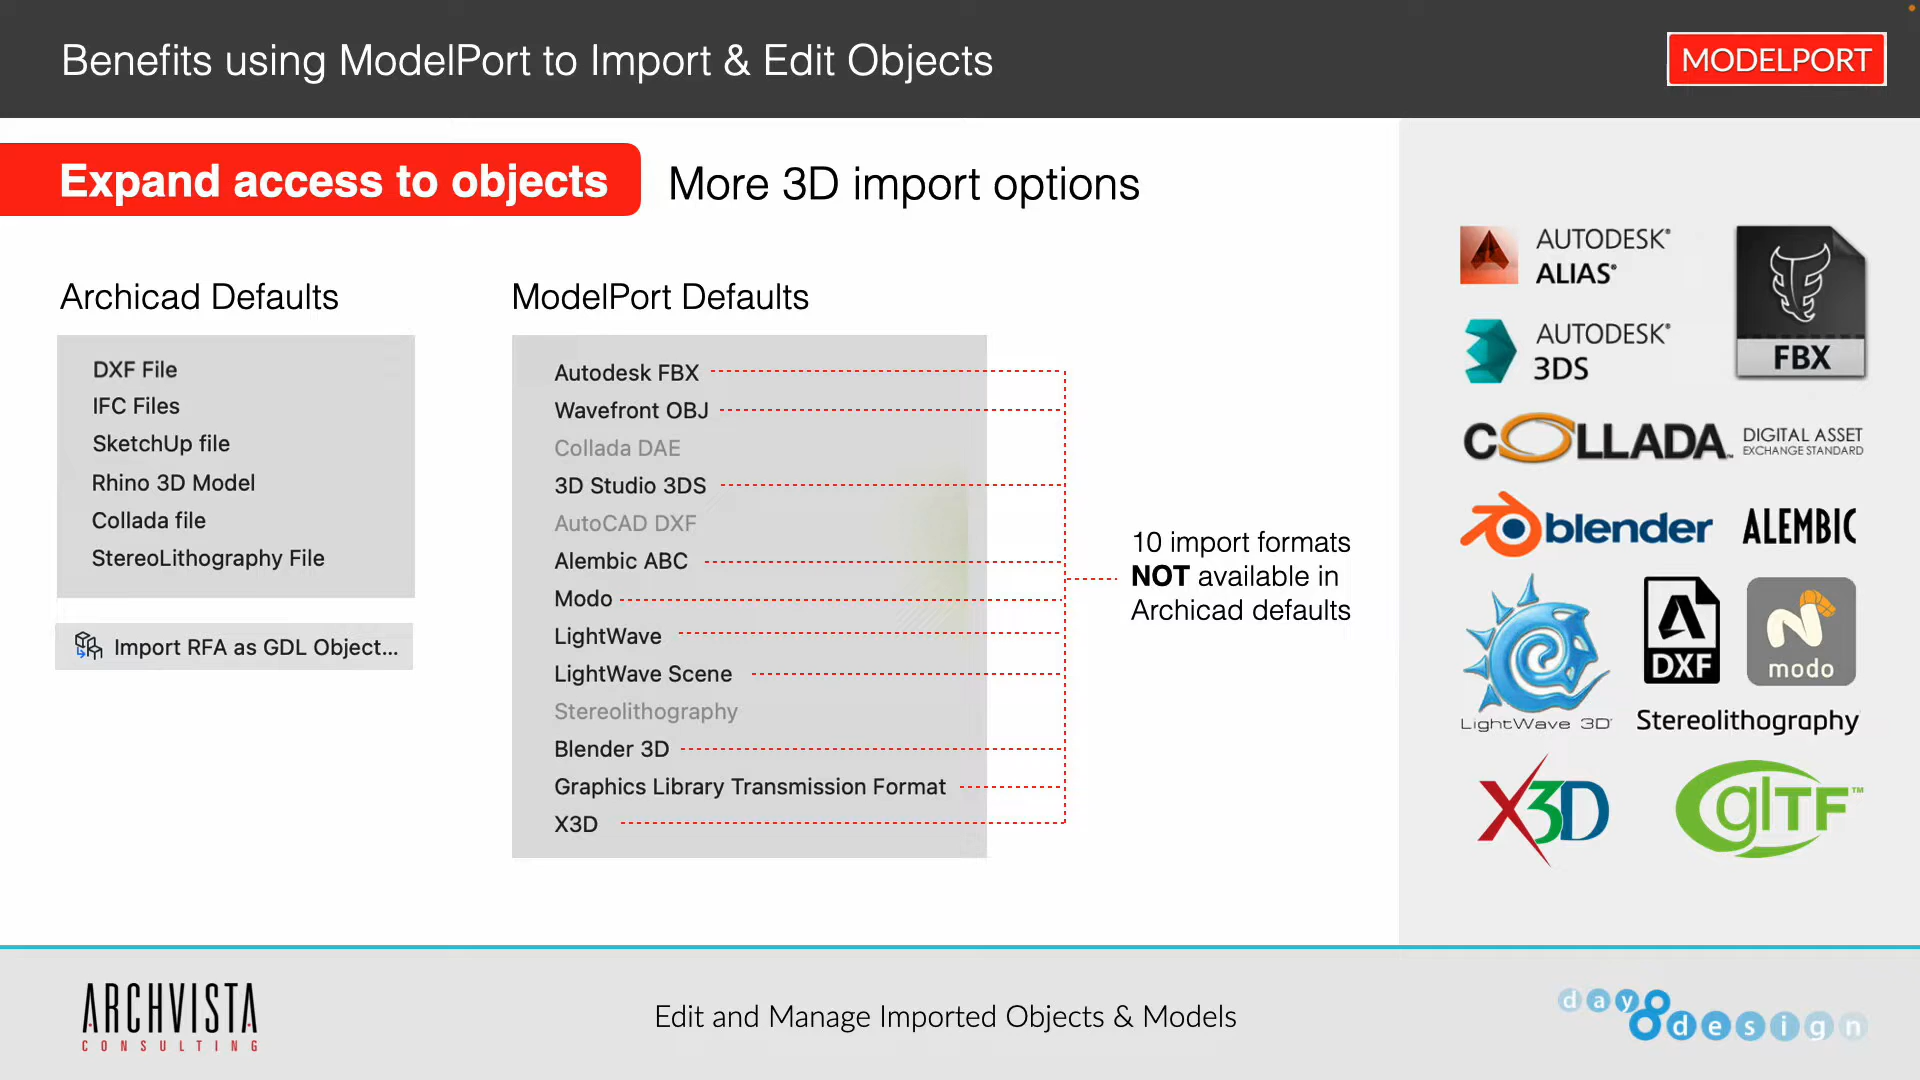 Benefits using ModelPort to Import & Edit Objects
MODELPORT
Expand access to objects
More 3D import options
Archicad Defaults
DXF File
IFC Files
SketchUp file
Rhino 3D Model
Collada file
StereoLithography File
Import RFA as GDL Object...
ModelPort Defaults
Autodesk FBX
Wavefront OBJ
Collada DAE
3D Studio 3DS
AutoCAD DXF
Alembic ABC
Modo
LightWave
LightWave Scene
Stereolithography
Blender 3D
Graphics Library Transmission Format
X3D
10 import formats
NOT available in
Archicad defaults
AUTODESK®
ALIAS®
FBX
AUTODESK®
3DS
COLLADA™
DIGITAL ASSET
EXCHANGE STANDARD
blender
ALEMBIC
LightWave 3D®
DXF
modo
Stereolithography
X3D
glTF™
ARCHVISTA
CONSULTING
Edit and Manage Imported Objects & Models
day8design